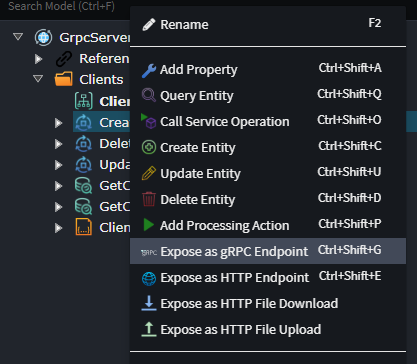 Search Model (Ctrl+F)
Rename F2
GrpcServer
Referen
Add Property Ctrl+Shift+A
Clients
Query Entity Ctrl+Shift+Q
Clien
Call Service Operation Ctrl+Shift+O
Crea
Create Entity Ctrl+Shift+C
Delet
Update Entity Ctrl+Shift+U
Upda
Delete Entity Ctrl+Shift+D
GetC
Add Processing Action Ctrl+Shift+P
GetC
Clien
gRPC Expose as gRPC Endpoint Ctrl+Shift+G
Expose as HTTP Endpoint Ctrl+Shift+E
Expose as HTTP File Download
Expose as HTTP File Upload